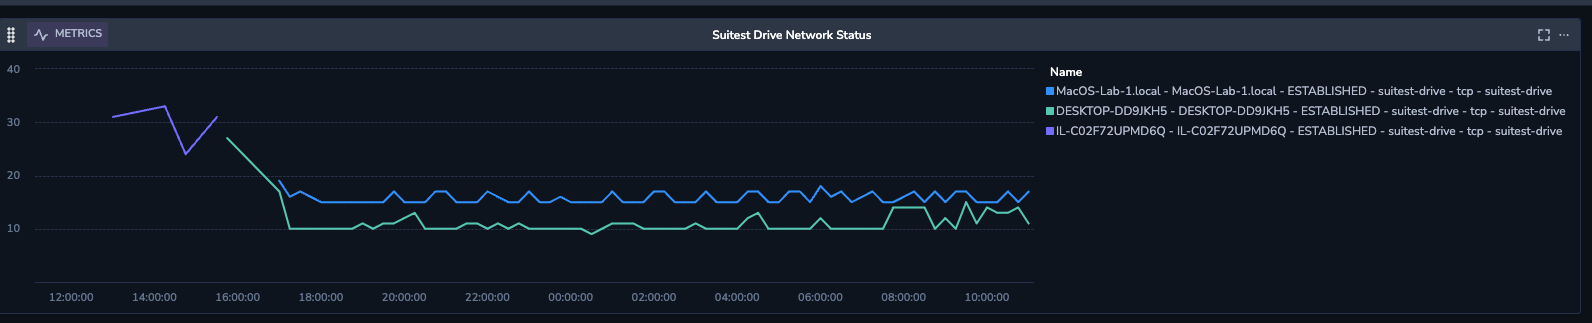 METRICS
Suitest Drive Network Status
40
30
20
10
12:00:00 14:00:00 16:00:00 18:00:00 20:00:00 22:00:00 00:00:00 02:00:00 04:00:00 06:00:00 08:00:00 10:00:00
Name
MacOS-Lab-1.local - MacOS-Lab-1.local - ESTABLISHED - suitest-drive - tcp - suitest-drive
DESKTOP-DD9JKH5 - DESKTOP-DD9JKH5 - ESTABLISHED - suitest-drive - tcp - suitest-drive
IL-C02F72UPMD6Q - IL-C02F72UPMD6Q - ESTABLISHED - suitest-drive - tcp - suitest-drive